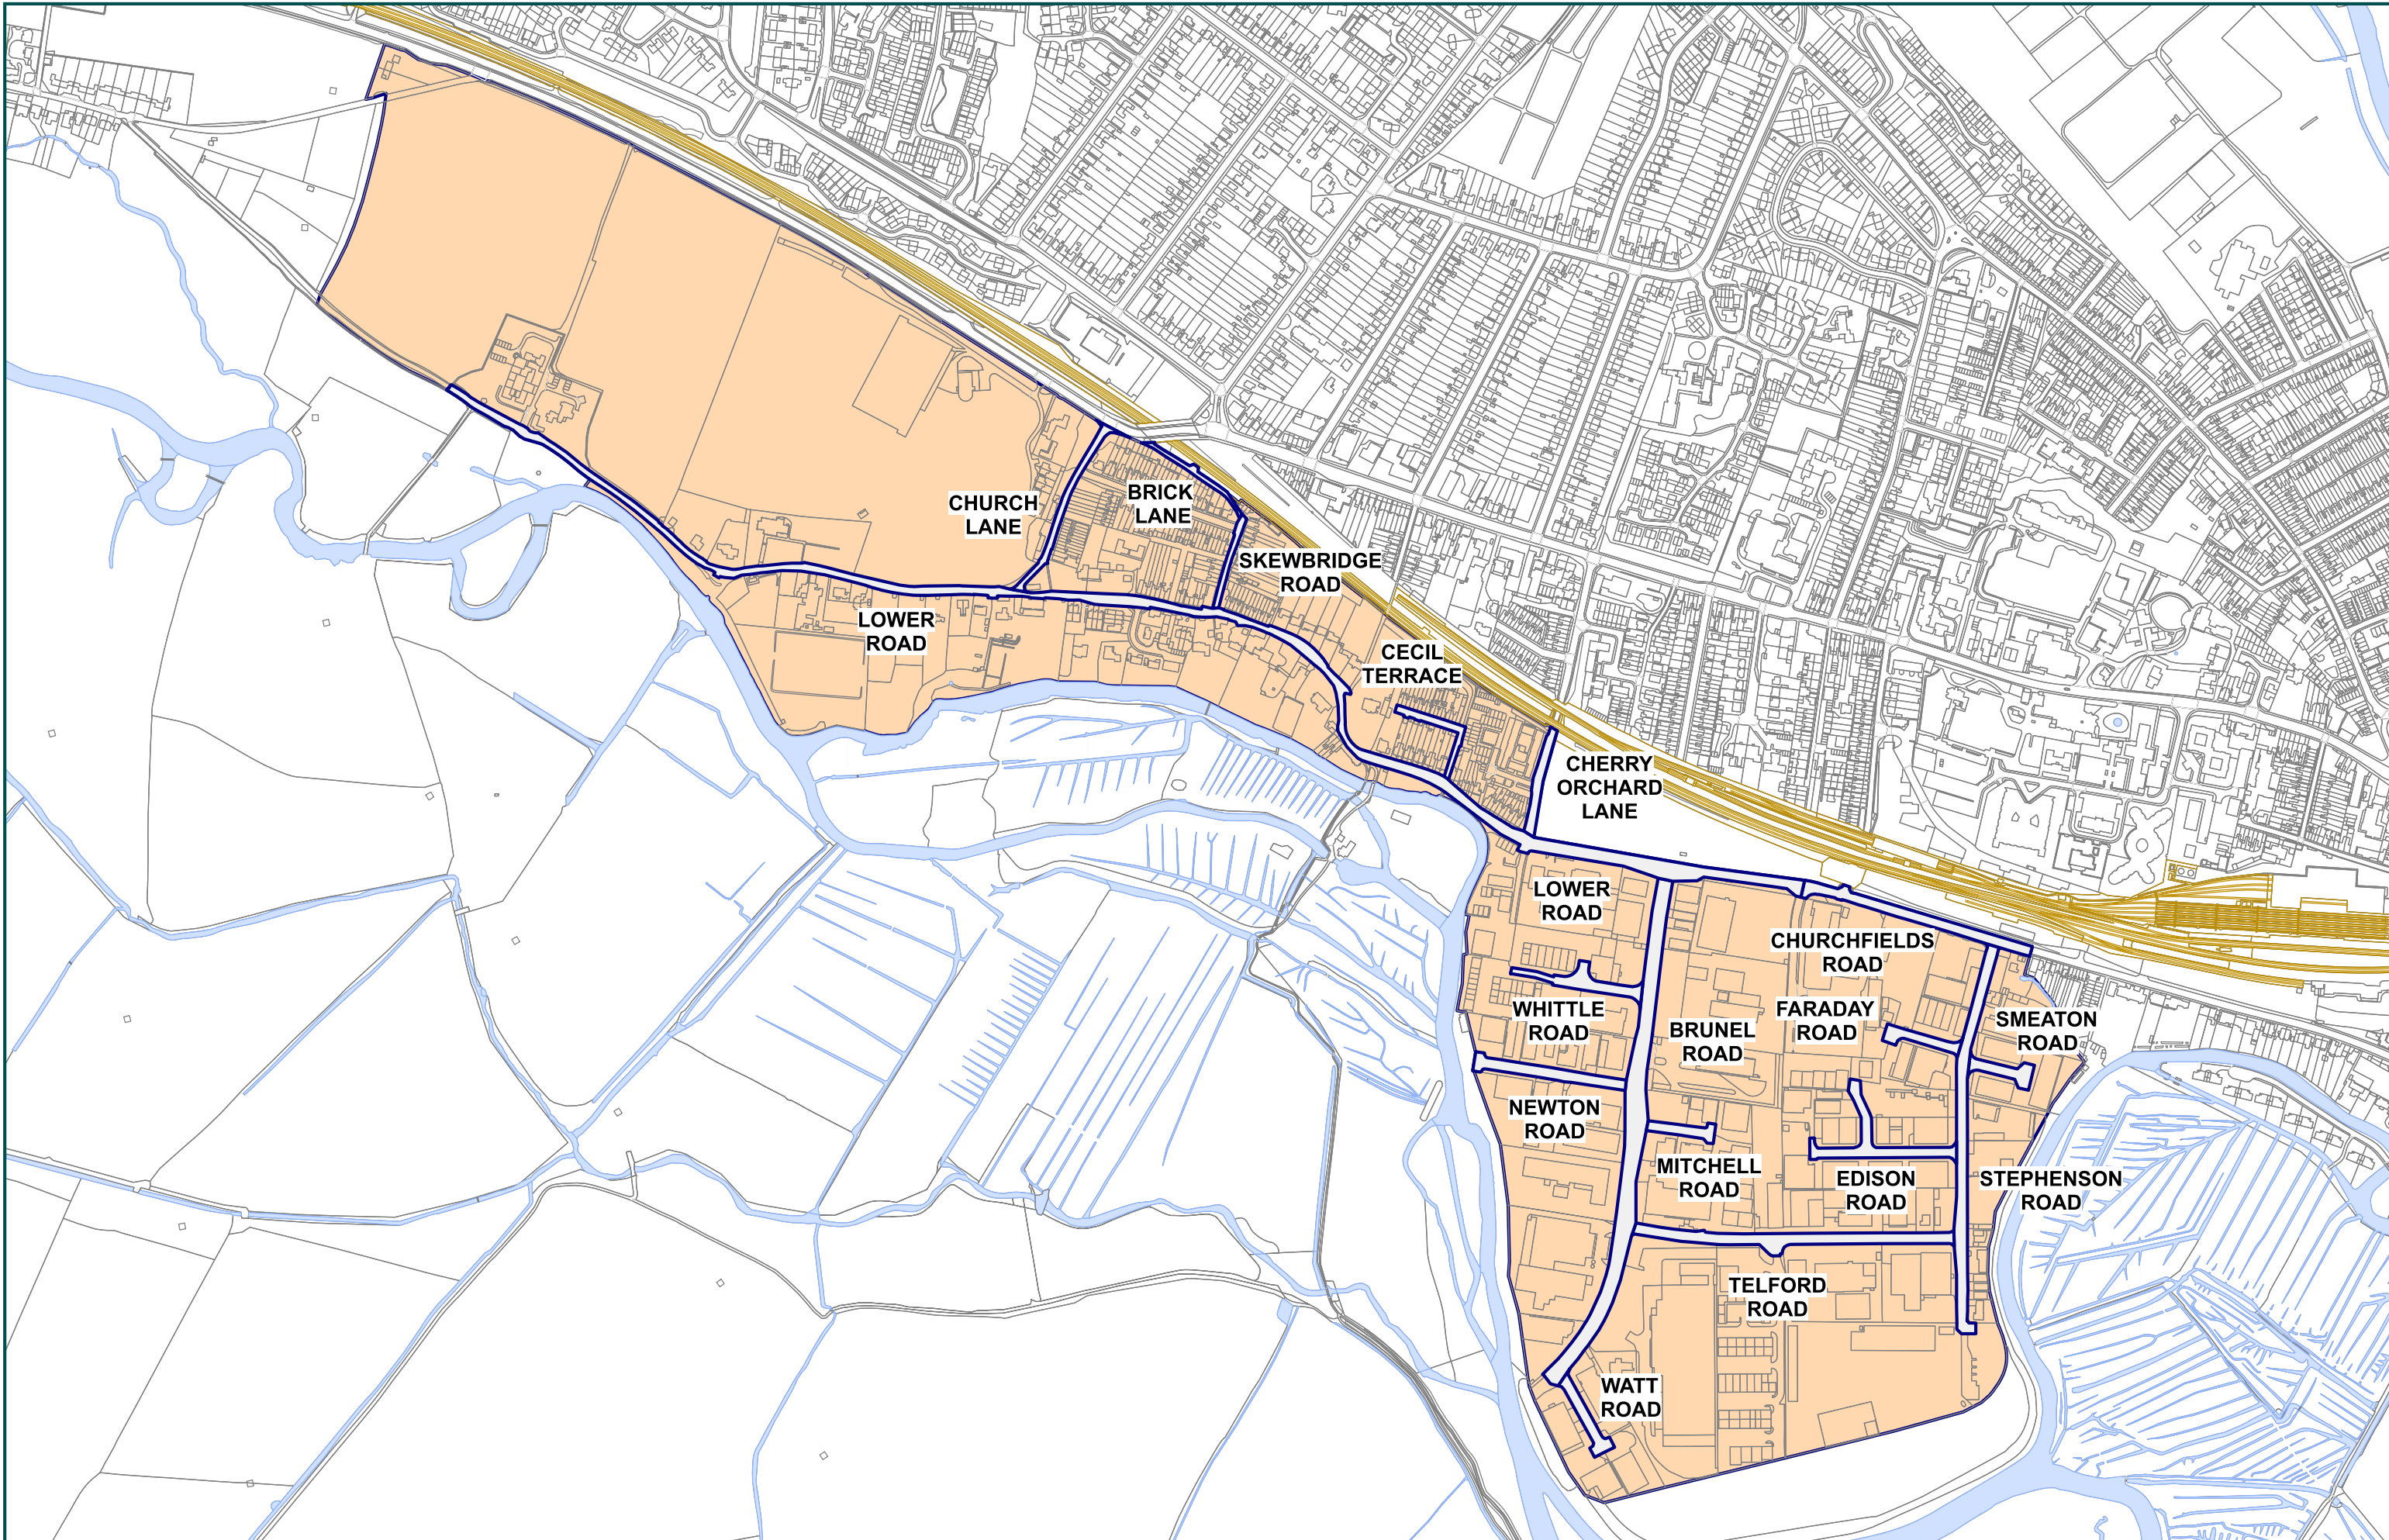 CHURCH
LANE
BRICK
LANE
SKEWBRIDGE
ROAD
LOWER
ROAD
CECIL
TERRACE
CHERRY
ORCHARD
LANE
LOWER
ROAD
CHURCHFIELDS
ROAD
WHITTLE
ROAD
BRUNEL
ROAD
FARADAY
ROAD
SMEATON
ROAD
NEWTON
ROAD
MITCHELL
ROAD
EDISON
ROAD
STEPHENSON
ROAD
TELFORD
ROAD
WATT
ROAD